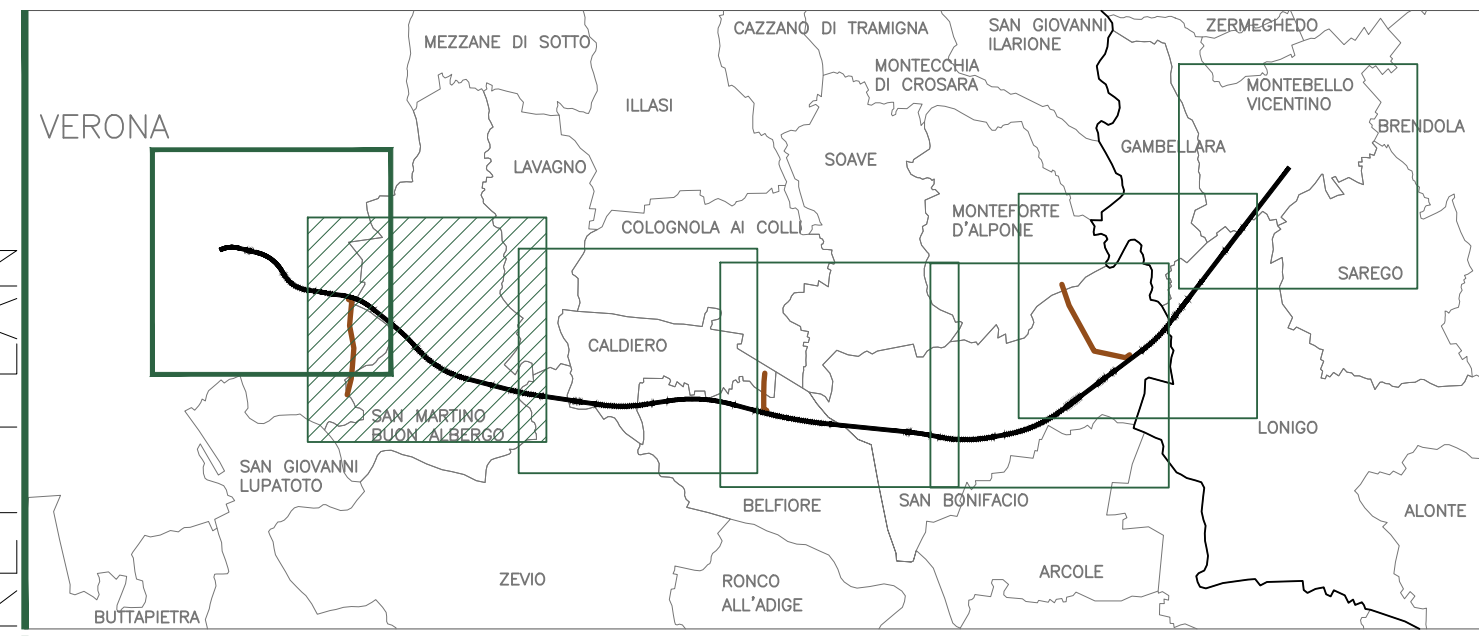 MEZZANE DI SOTTO
CAZZANO DI TRAMIGNA
SAN GIOVANNI
ILARIONE
ZERMEGHEDO
MONTECCHIA
DI CROSARA
MONTEBELLO
VICENTINO
ILLASI
VERONA
BRENDOLA
GAMBELLARA
LAVAGNO
SOAVE
MONTEFORTE
D'ALPONE
COLOGNOLA AI COLLI
SAREGO
CALDIERO
SAN MARTINO
BUON ALBERGO
LONIGO
SAN GIOVANNI
LUPATOTO
BELFIORE
SAN BONIFACIO
ALONTE
ZEVIO
RONCO
ALL'ADIGE
ARCOLE
BUTTAPIETRA